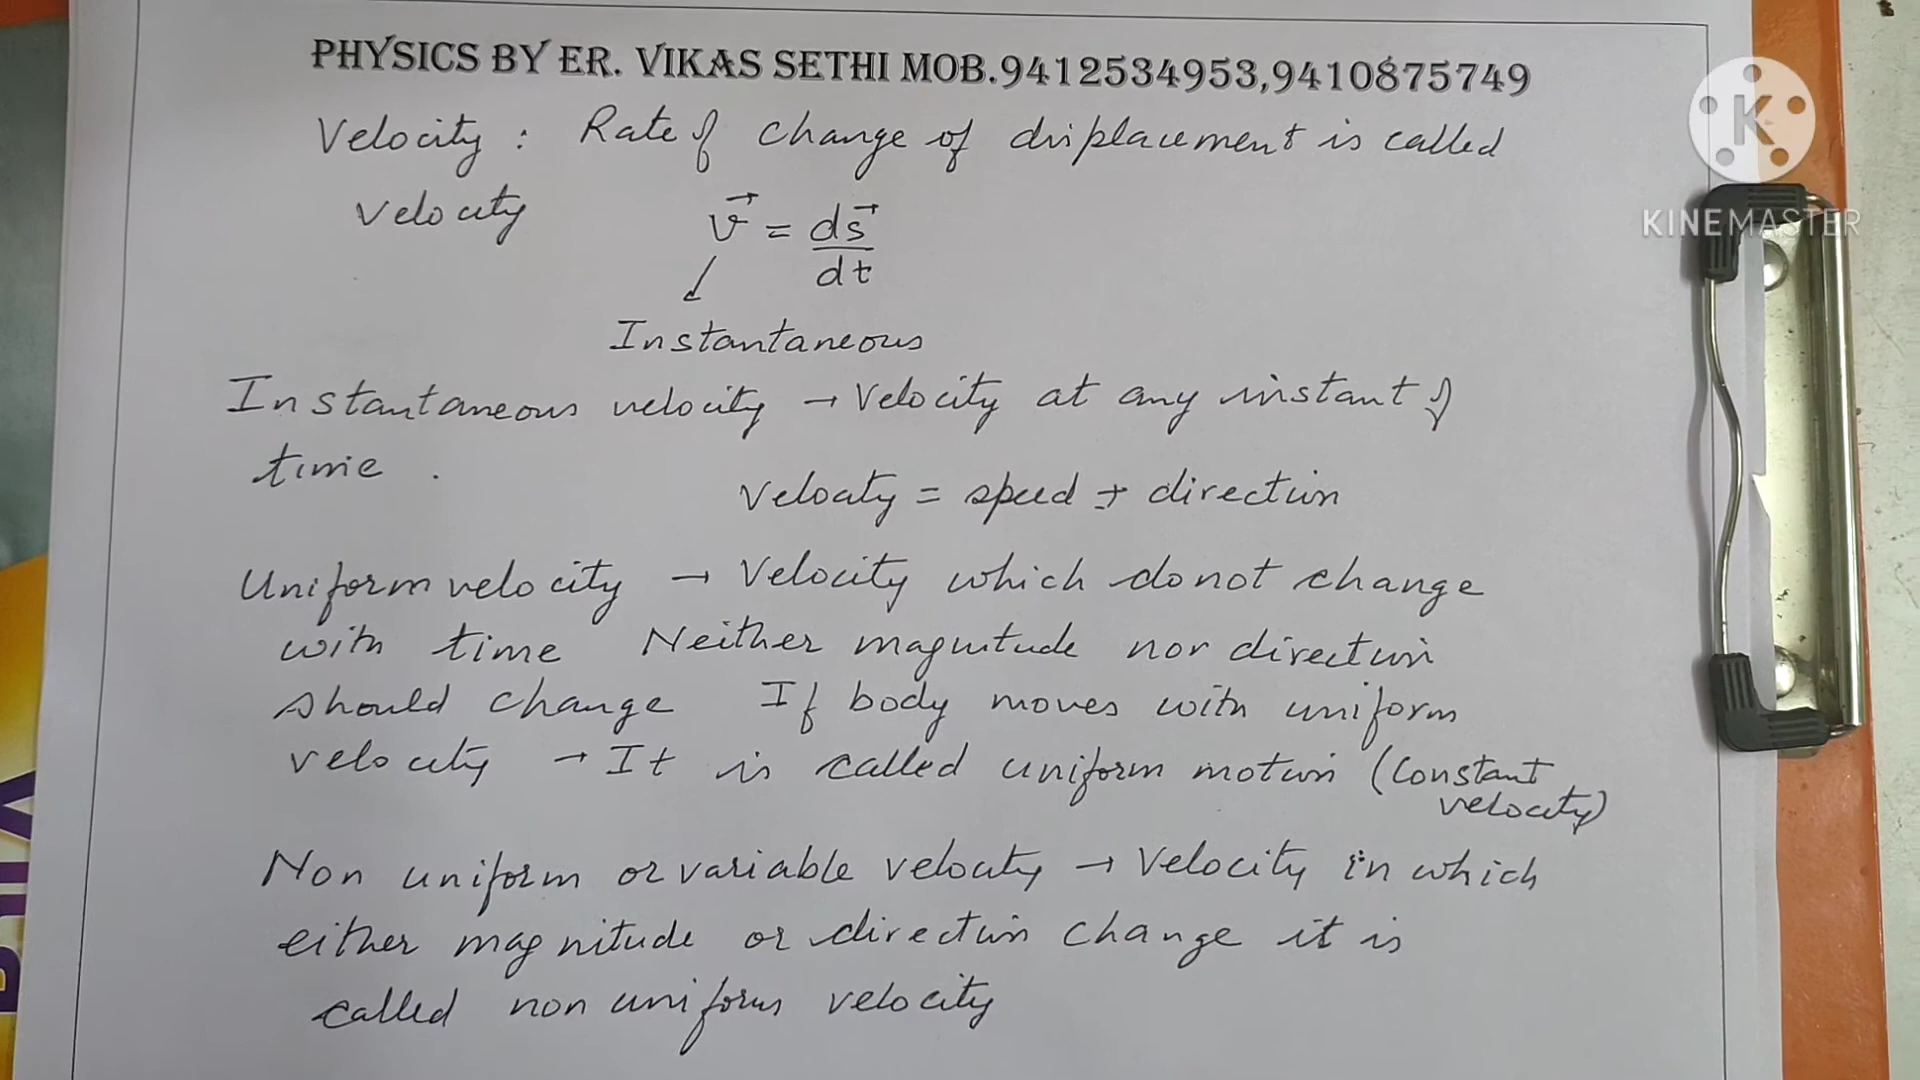 PHYSICS BY ER. VIKAS SETHI MOB.9412534953,9410875749
K
KINEMASTER
Velocity : Rate of change of displacement is called
velocity v⃗ = ds⃗/dt
Instantaneous
Instantaneous velocity → Velocity at any instant of
time .
Velocity = speed + direction
Uniform velocity → Velocity which do not change
with time Neither magnitude nor direction
should change If body moves with uniform
velocity → It is called uniform motion (Constant
velocity)
Non uniform or variable velocity → Velocity in which
either magnitude or direction change it is
called non uniform velocity